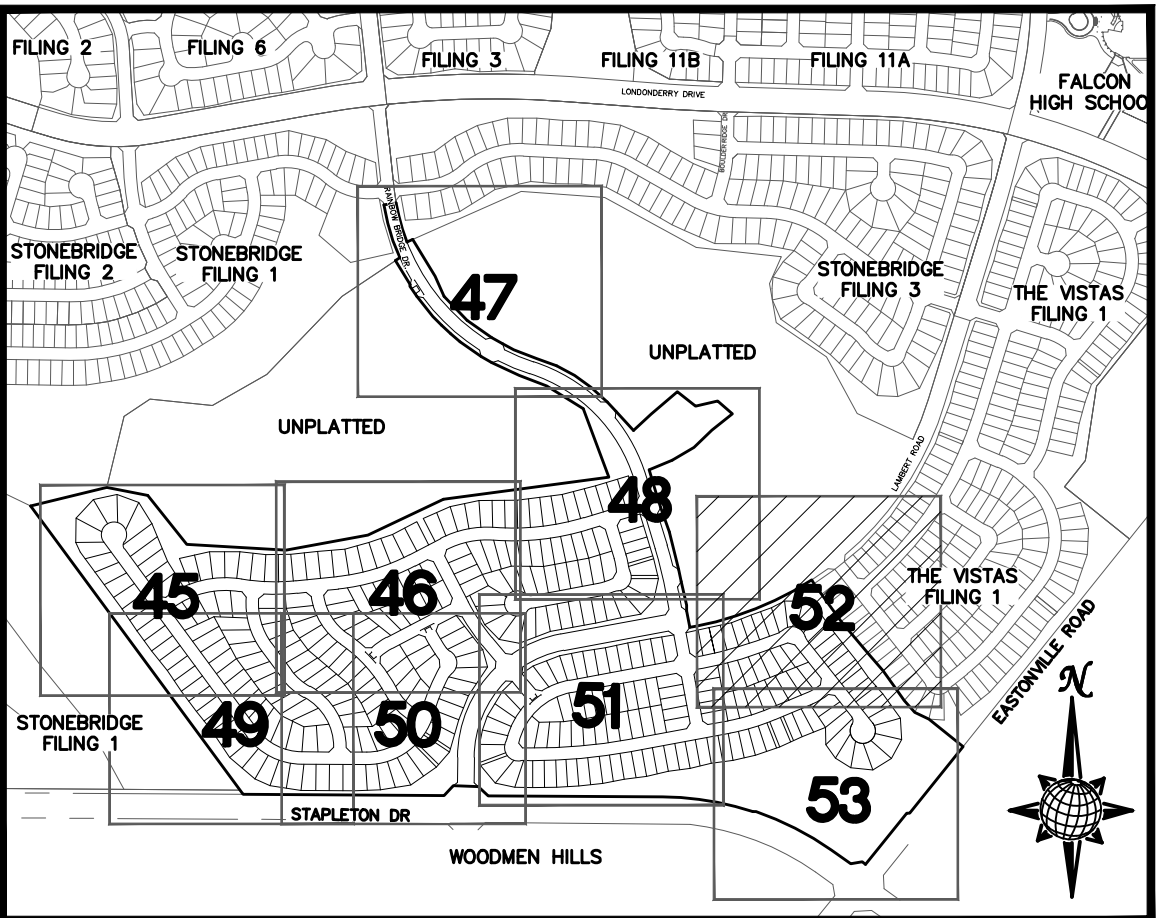 FILING 2
FILING 6
FILING 3
FILING 11B
FILING 11A
FALCON
HIGH SCHOO
LONDONDERRY DRIVE
BOULDER RIDGE DR
RAINBOW BRIDGE DR.
STONEBRIDGE
FILING 2
STONEBRIDGE
FILING 1
47
STONEBRIDGE
FILING 3
THE VISTAS
FILING 1
UNPLATTED
UNPLATTED
LAMBERT ROAD
48
45
46
52
THE VISTAS
FILING 1
EASTONVILLE ROAD
N
STONEBRIDGE
FILING 1
49
50
51
53
STAPLETON DR
WOODMEN HILLS